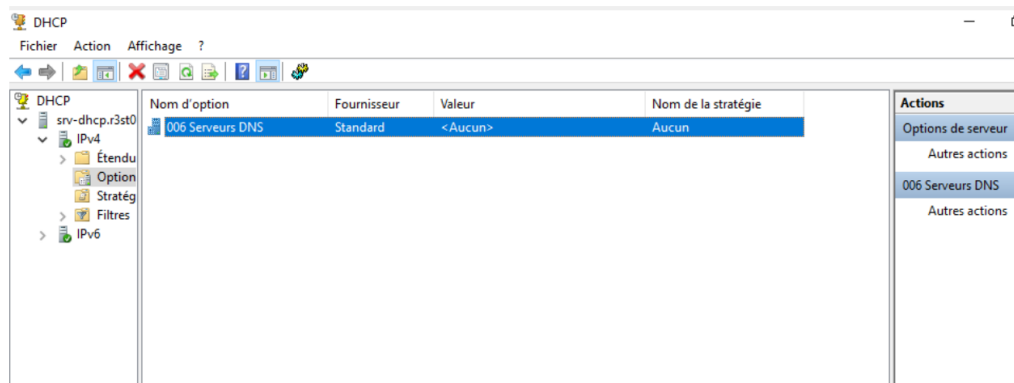 DHCP
Fichier Action Affichage ?
DHCP
srv-dhcp.r3st0
IPv4
Étendu
Option
Stratég
Filtres
IPv6
Nom d'option Fournisseur Valeur Nom de la stratégie
006 Serveurs DNS Standard <Aucun> Aucun
Actions
Options de serveur
Autres actions
006 Serveurs DNS
Autres actions